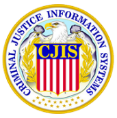 CRIMINAL JUSTICE INFORMATION SYSTEMS
CJIS